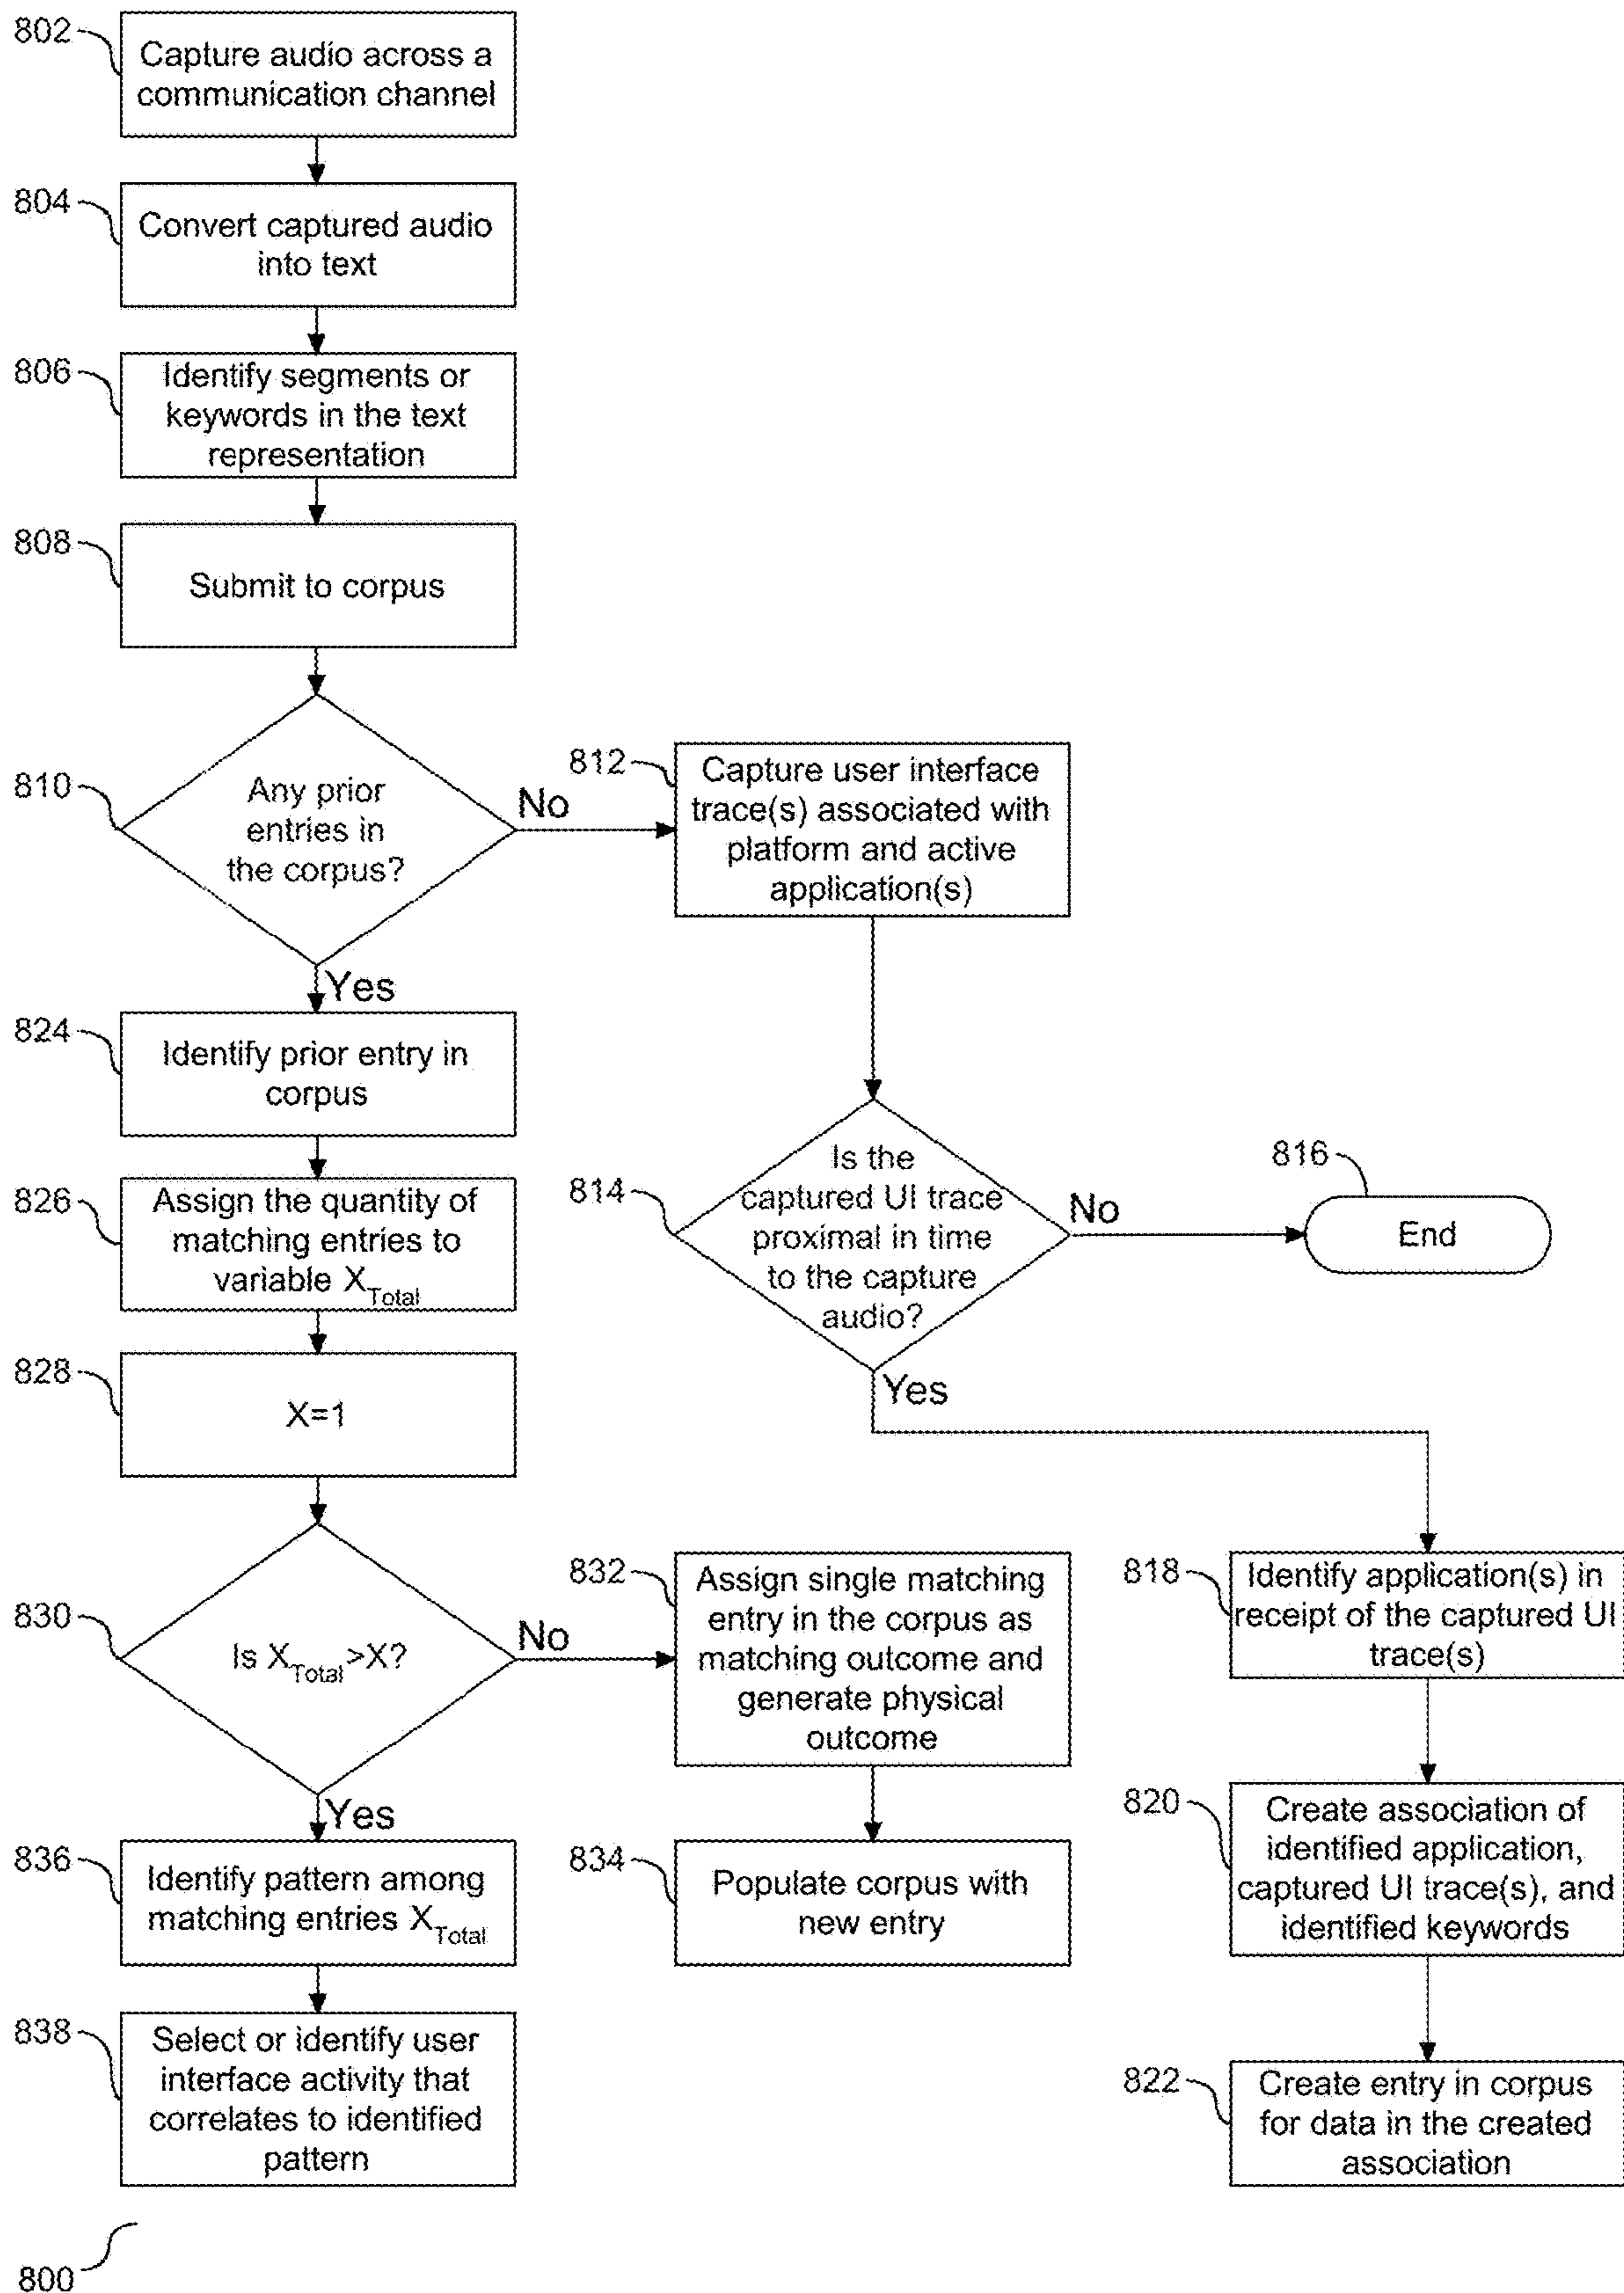 802
Capture audio across a
communication channel
804
Convert captured audio
into text
806
Identify segments or
keywords in the text
representation
808
Submit to corpus
810
Any prior
entries in
the corpus?
No
Yes
812
Capture user interface
trace(s) associated with
platform and active
application(s)
814
Is the
captured UI trace
proximal in time
to the capture
audio?
No
Yes
816
End
818
Identify application(s) in
receipt of the captured UI
trace(s)
820
Create association of
identified application,
captured UI trace(s), and
identified keywords
822
Create entry in corpus
for data in the created
association
824
Identify prior entry in
corpus
826
Assign the quantity of
matching entries to
variable XTotal
828
X=1
830
Is XTotal>X?
No
Yes
832
Assign single matching
entry in the corpus as
matching outcome and
generate physical
outcome
834
Populate corpus with
new entry
836
Identify pattern among
matching entries XTotal
838
Select or identify user
interface activity that
correlates to identified
pattern
800